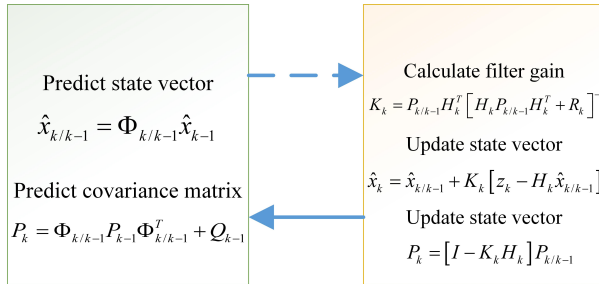 Predict state vector
x̂_{k/k−1} = Φ_{k/k−1} x̂_{k−1}
Predict covariance matrix
P_k = Φ_{k/k−1} P_{k−1} Φ^T_{k/k−1} + Q_{k−1}
Calculate filter gain
K_k = P_{k/k−1} H_k^T [H_k P_{k/k−1} H_k^T + R_k]^−
Update state vector
x̂_k = x̂_{k/k−1} + K_k [z_k − H_k x̂_{k/k−1}]
Update state vector
P_k = [I − K_k H_k] P_{k/k−1}